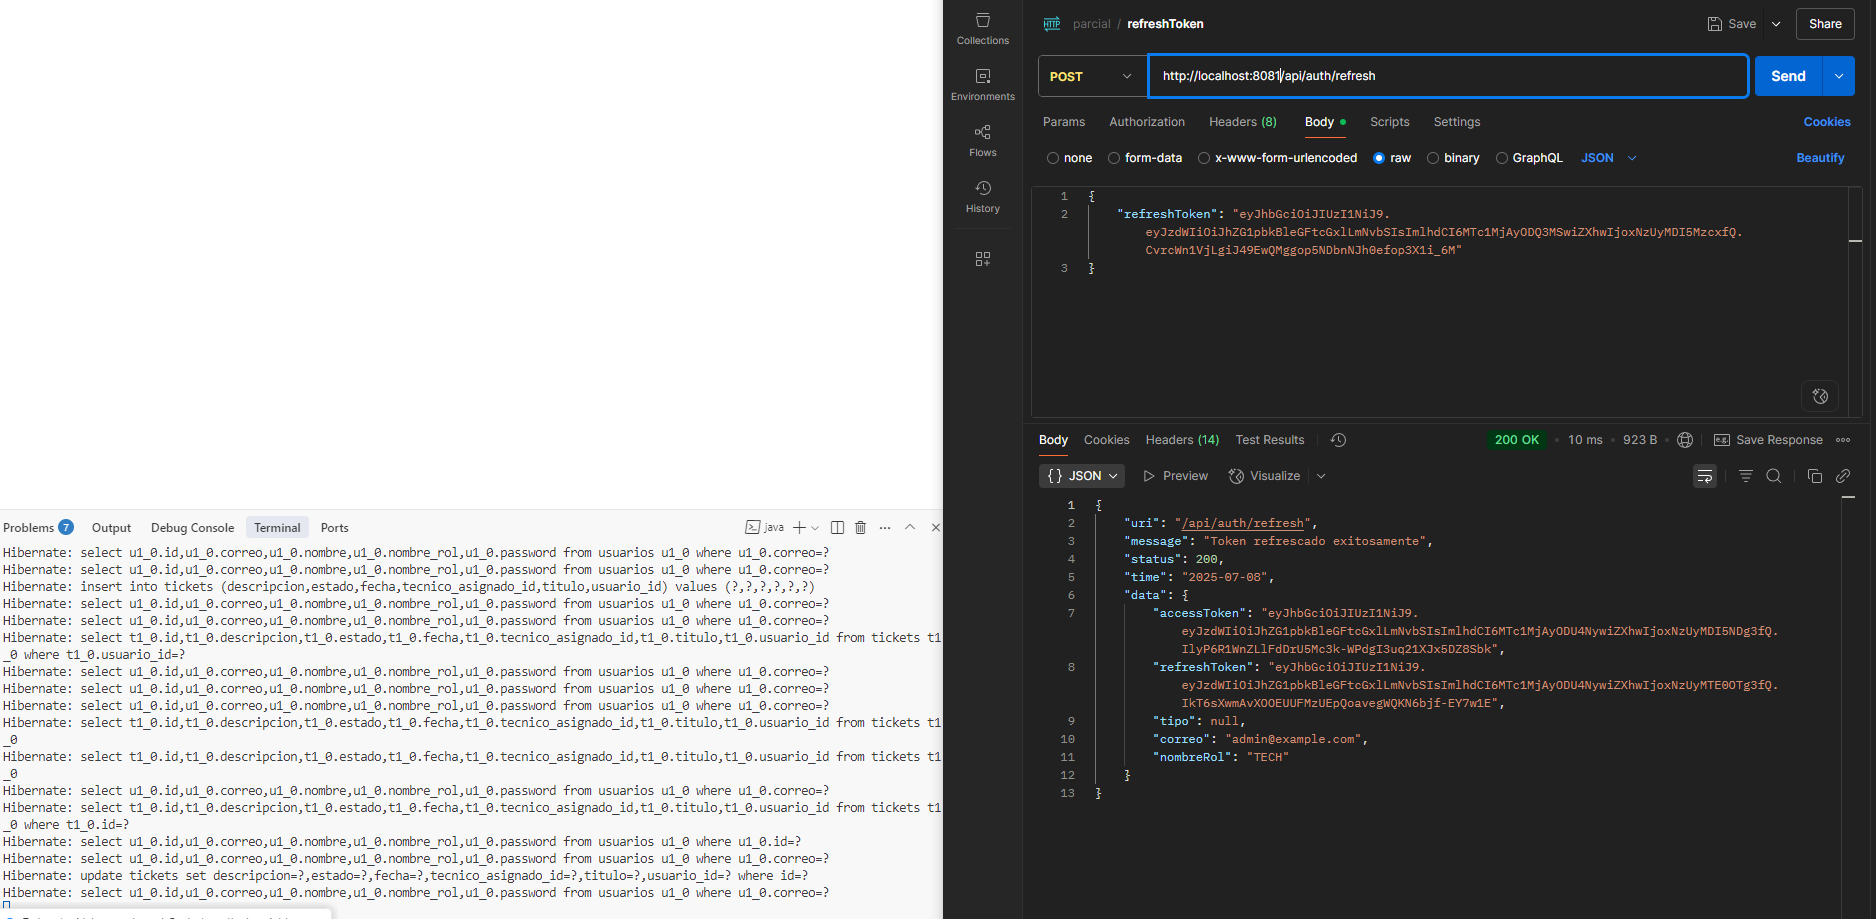 Problems 7 Output Debug Console Terminal Ports java
Hibernate: select u1_0.id,u1_0.correo,u1_0.nombre,u1_0.nombre_rol,u1_0.password from usuarios u1_0 where u1_0.correo=?
Hibernate: select u1_0.id,u1_0.correo,u1_0.nombre,u1_0.nombre_rol,u1_0.password from usuarios u1_0 where u1_0.correo=?
Hibernate: insert into tickets (descripcion,estado,fecha,tecnico_asignado_id,titulo,usuario_id) values (?,?,?,?,?,?)
Hibernate: select u1_0.id,u1_0.correo,u1_0.nombre,u1_0.nombre_rol,u1_0.password from usuarios u1_0 where u1_0.correo=?
Hibernate: select u1_0.id,u1_0.correo,u1_0.nombre,u1_0.nombre_rol,u1_0.password from usuarios u1_0 where u1_0.correo=?
Hibernate: select t1_0.id,t1_0.descripcion,t1_0.estado,t1_0.fecha,t1_0.tecnico_asignado_id,t1_0.titulo,t1_0.usuario_id from tickets t1
_0 where t1_0.usuario_id=?
Hibernate: select u1_0.id,u1_0.correo,u1_0.nombre,u1_0.nombre_rol,u1_0.password from usuarios u1_0 where u1_0.correo=?
Hibernate: select u1_0.id,u1_0.correo,u1_0.nombre,u1_0.nombre_rol,u1_0.password from usuarios u1_0 where u1_0.correo=?
Hibernate: select u1_0.id,u1_0.correo,u1_0.nombre,u1_0.nombre_rol,u1_0.password from usuarios u1_0 where u1_0.correo=?
Hibernate: select t1_0.id,t1_0.descripcion,t1_0.estado,t1_0.fecha,t1_0.tecnico_asignado_id,t1_0.titulo,t1_0.usuario_id from tickets t1
_0
Hibernate: select t1_0.id,t1_0.descripcion,t1_0.estado,t1_0.fecha,t1_0.tecnico_asignado_id,t1_0.titulo,t1_0.usuario_id from tickets t1
_0
Hibernate: select u1_0.id,u1_0.correo,u1_0.nombre,u1_0.nombre_rol,u1_0.password from usuarios u1_0 where u1_0.correo=?
Hibernate: select t1_0.id,t1_0.descripcion,t1_0.estado,t1_0.fecha,t1_0.tecnico_asignado_id,t1_0.titulo,t1_0.usuario_id from tickets t1
_0 where t1_0.id=?
Hibernate: select u1_0.id,u1_0.correo,u1_0.nombre,u1_0.nombre_rol,u1_0.password from usuarios u1_0 where u1_0.id=?
Hibernate: select u1_0.id,u1_0.correo,u1_0.nombre,u1_0.nombre_rol,u1_0.password from usuarios u1_0 where u1_0.correo=?
Hibernate: update tickets set descripcion=?,estado=?,fecha=?,tecnico_asignado_id=?,titulo=?,usuario_id=? where id=?
Hibernate: select u1_0.id,u1_0.correo,u1_0.nombre,u1_0.nombre_rol,u1_0.password from usuarios u1_0 where u1_0.correo=?
Collections
Environments
Flows
History
HTTP parcial / refreshToken Save Share
POST http://localhost:8081/api/auth/refresh Send
Params Authorization Headers (8) Body Scripts Settings Cookies
none form-data x-www-form-urlencoded raw binary GraphQL JSON Beautify
1 {
2 "refreshToken": "eyJhbGciOiJIUzI1NiJ9.
eyJzdWIiOiJhZG1pbkBleGFtcGxlLmNvbSIsImlhdCI6MTc1MjAyODQ3MSwiZXhwIjoxNzUyMDI5MzcxfQ.
CvrcWn1VjLgiJ49EwQMggop5NDbnNJh0efop3X1i_6M"
3 }
Body Cookies Headers (14) Test Results 200 OK 10 ms 923 B e.g. Save Response
{} JSON Preview Visualize
1 {
2 "uri": "/api/auth/refresh",
3 "message": "Token refrescado exitosamente",
4 "status": 200,
5 "time": "2025-07-08",
6 "data": {
7 "accessToken": "eyJhbGciOiJIUzI1NiJ9.
eyJzdWIiOiJhZG1pbkBleGFtcGxlLmNvbSIsImlhdCI6MTc1MjAyODU4NywiZXhwIjoxNzUyMDI5NDg3fQ.
IlyP6R1WnZLlFdDrU5Mc3k-WPdgI3uq21XJx5DZ8Sbk",
8 "refreshToken": "eyJhbGciOiJIUzI1NiJ9.
eyJzdWIiOiJhZG1pbkBleGFtcGxlLmNvbSIsImlhdCI6MTc1MjAyODU4NywiZXhwIjoxNzUyMTE0OTg3fQ.
IkT6sXwmAvXOOEUUFMzUEpQoavegWQKN6bjf-EY7w1E",
9 "tipo": null,
10 "correo": "admin@example.com",
11 "nombreRol": "TECH"
12 }
13 }